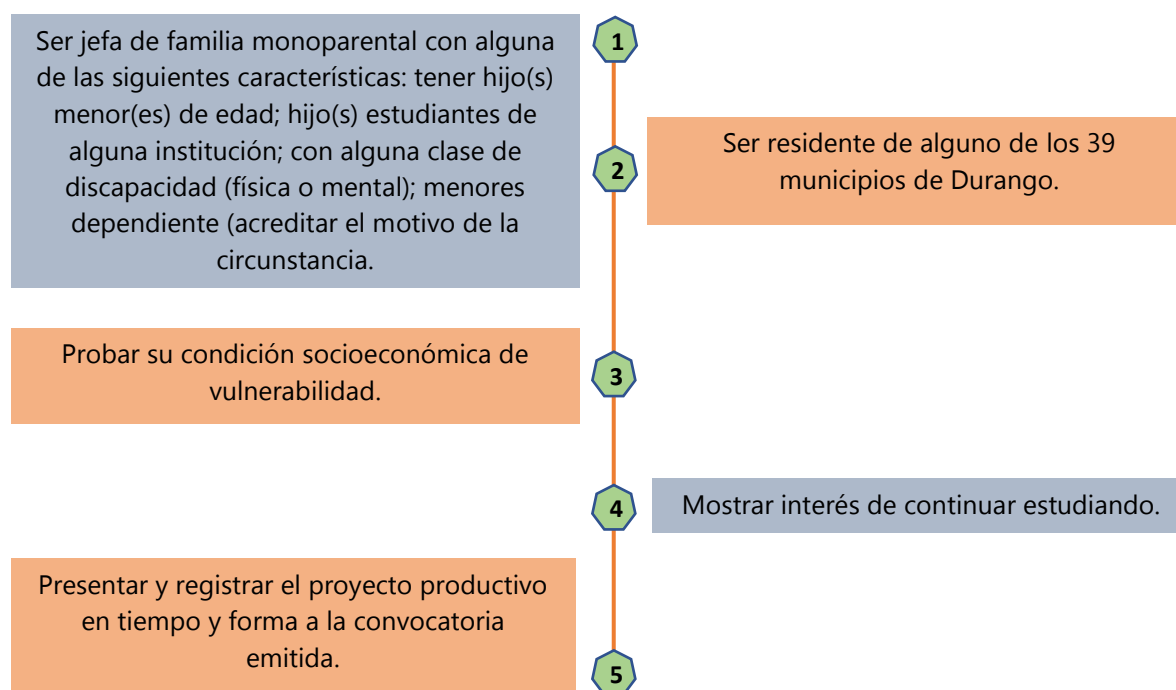 1
Ser jefa de familia monoparental con alguna
de las siguientes características: tener hijo(s)
menor(es) de edad; hijo(s) estudiantes de
alguna institución; con alguna clase de
discapacidad (física o mental); menores
dependiente (acreditar el motivo de la
circunstancia.
2
Ser residente de alguno de los 39
municipios de Durango.
3
Probar su condición socioeconómica de
vulnerabilidad.
4
Mostrar interés de continuar estudiando.
5
Presentar y registrar el proyecto productivo
en tiempo y forma a la convocatoria
emitida.